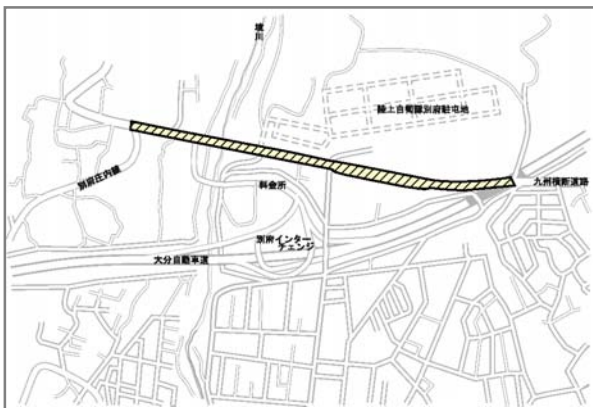 境川
陸上自衛隊別府駐屯地
九州横断道路
別府庄内線
料金所
別府インター
チェンジ
大分自動車道